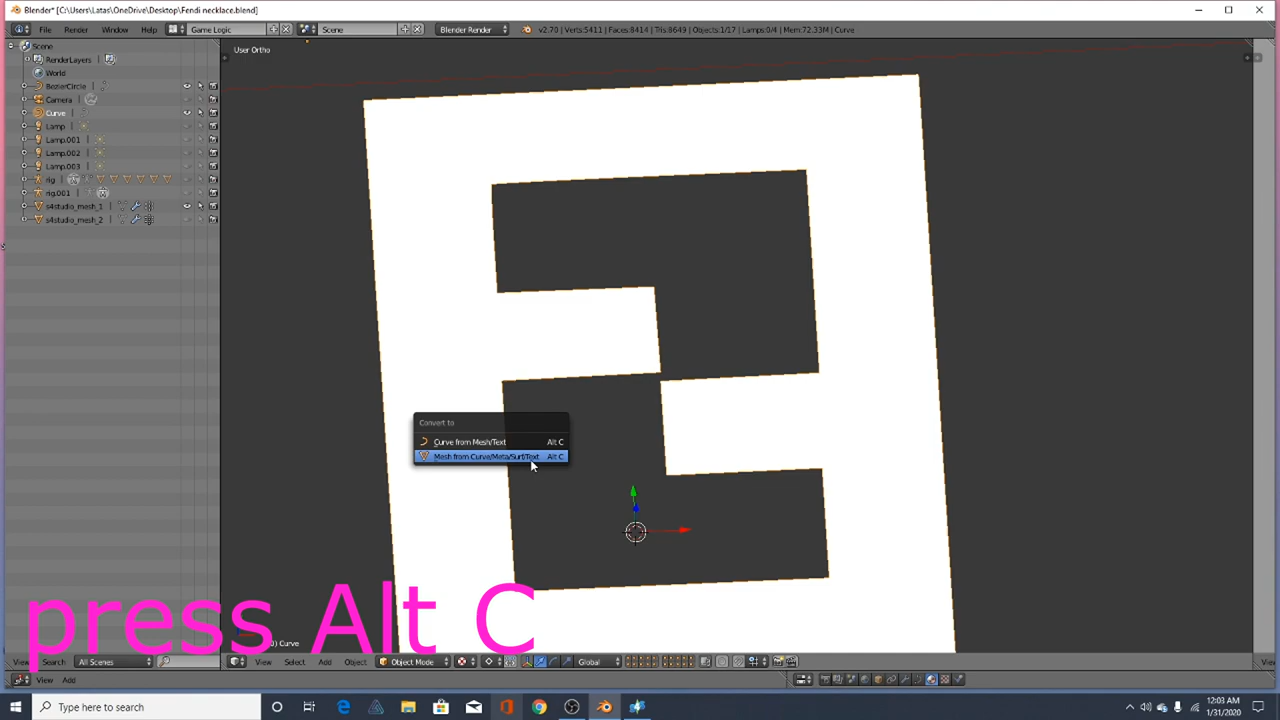 Blender* [C:\Users\Latas\OneDrive\Desktop\Fendi necklace.blend]
File Render Window Help Game Logic Scene Blender Render v2.70 | Verts:5411 | Faces:8414 | Tris:8649 | Objects:1/17 | Lamps:0/4 | Mem:72.33M | Curve
Scene
RenderLayers
World
BezierCircle
Camera
Curve
Lamp
Lamp.001
Lamp.002
Lamp.003
rig
rig.001
s4studio_mesh_1
s4studio_mesh_2
User Ortho
Convert to
Curve from Mesh/Text Alt C
Mesh from Curve/Meta/Surf/Text Alt C
press Alt C
) Curve
View Search All Scenes
View Select Add Object Object Mode Global
View Add
Type here to search
12:03 AM
1/31/2020